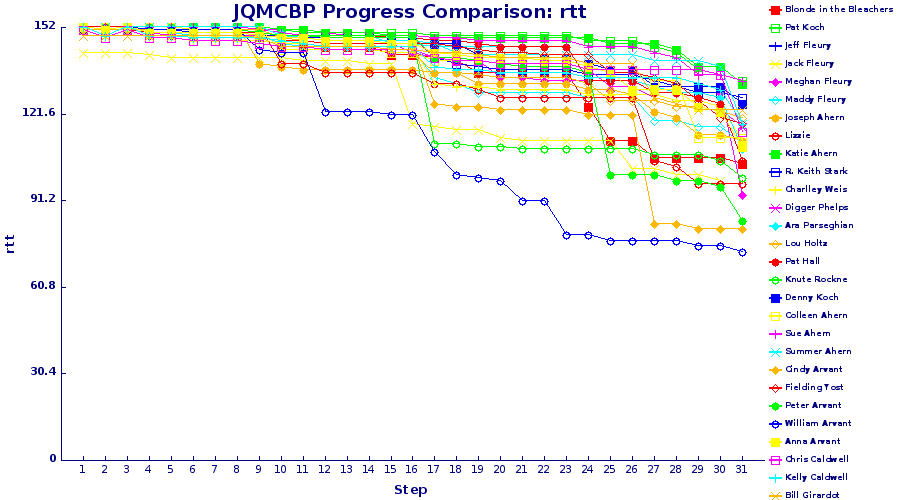 JQMCBP Progress Comparison: rtt
152
121.6
91.2
60.8
30.4
0
rtt
1 2 3 4 5 6 7 8 9 10 11 12 13 14 15 16 17 18 19 20 21 22 23 24 25 26 27 28 29 30 31
Step
Blonde in the Bleachers
Pat Koch
Jeff Fleury
Jack Fleury
Meghan Fleury
Maddy Fleury
Joseph Ahern
Lizzie
Katie Ahern
R. Keith Stark
Charlley Weis
Digger Phelps
Ara Parseghian
Lou Holtz
Pat Hall
Knute Rockne
Denny Koch
Colleen Ahern
Sue Ahern
Summer Ahern
Cindy Arvant
Fielding Yost
Peter Arvant
William Arvant
Anna Arvant
Chris Caldwell
Kelly Caldwell
Bill Girardot